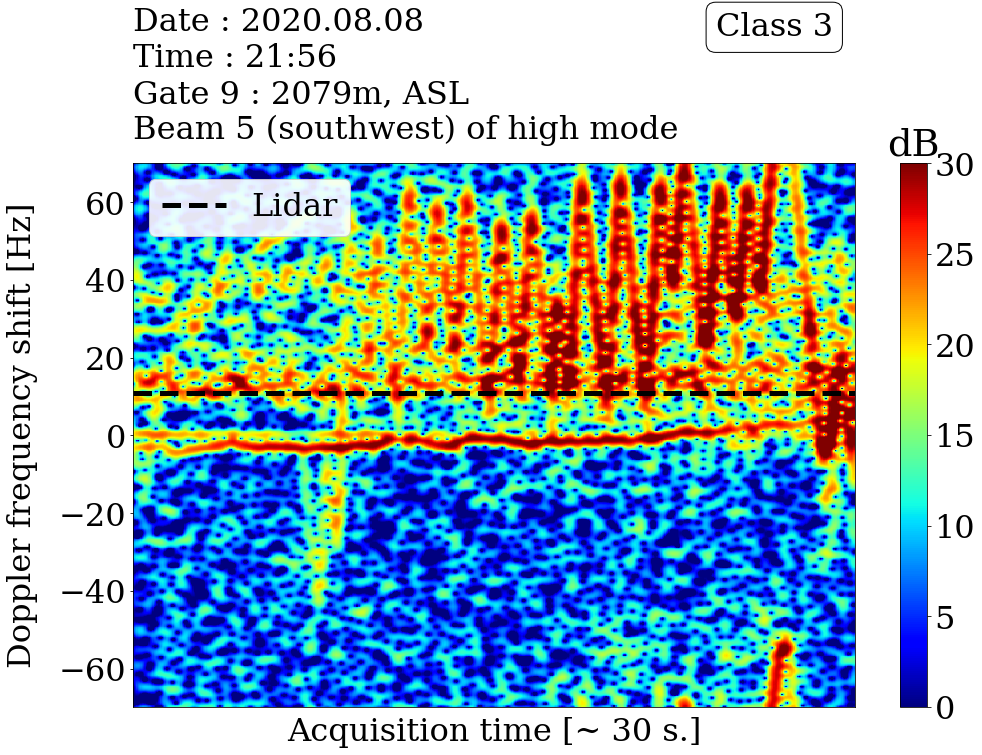 Date : 2020.08.08
Time : 21:56
Gate 9 : 2079m, ASL
Beam 5 (southwest) of high mode
Class 3
dB
Lidar
Doppler frequency shift [Hz]
60
40
20
0
−20
−40
−60
30
25
20
15
10
5
0
Acquisition time [~ 30 s.]